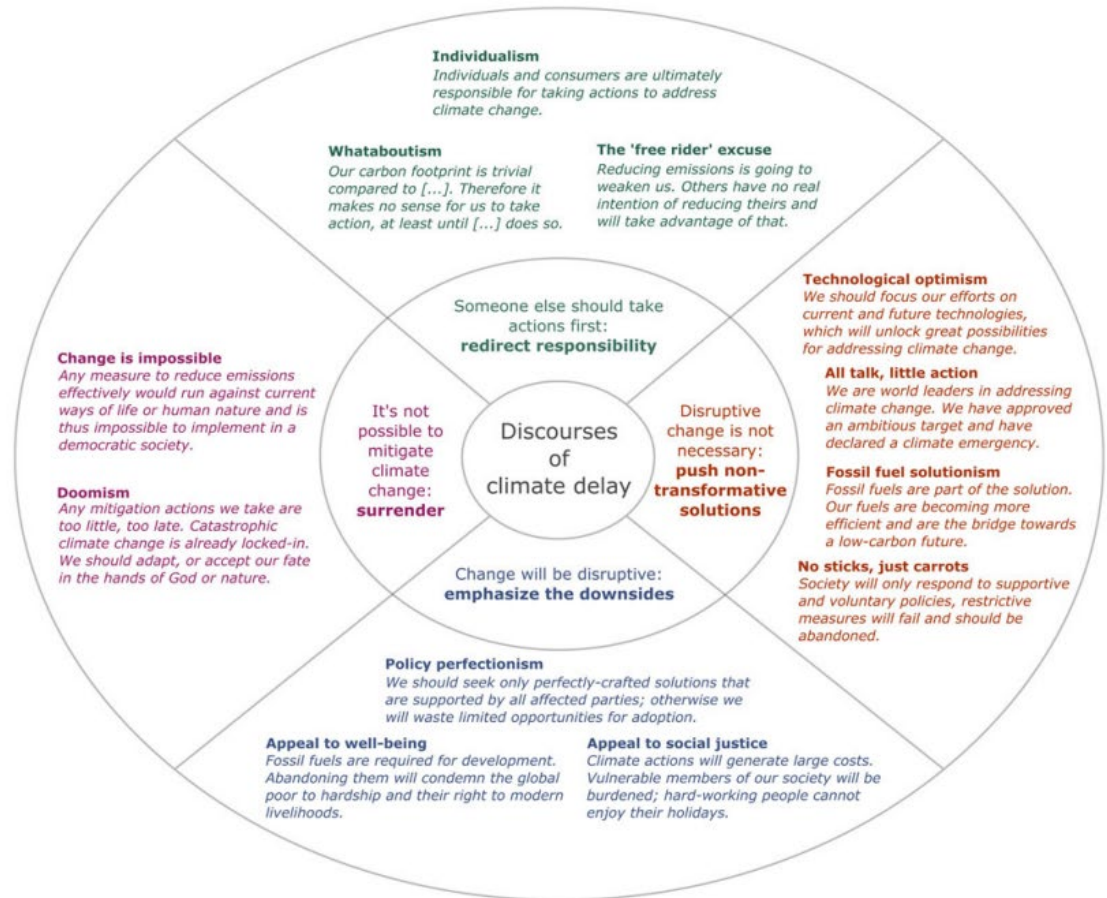 Individualism
Individuals and consumers are ultimately
responsible for taking actions to address
climate change.
Whataboutism
Our carbon footprint is trivial
compared to [...]. Therefore it
makes no sense for us to take
action, at least until [...] does so.
The 'free rider' excuse
Reducing emissions is going to
weaken us. Others have no real
intention of reducing theirs and
will take advantage of that.
Someone else should take
actions first:
redirect responsibility
Technological optimism
We should focus our efforts on
current and future technologies,
which will unlock great possibilities
for addressing climate change.
All talk, little action
We are world leaders in addressing
climate change. We have approved
an ambitious target and have
declared a climate emergency.
Fossil fuel solutionism
Fossil fuels are part of the solution.
Our fuels are becoming more
efficient and are the bridge towards
a low-carbon future.
No sticks, just carrots
Society will only respond to supportive
and voluntary policies, restrictive
measures will fail and should be
abandoned.
Disruptive
change is not
necessary:
push non-
transformative
solutions
Discourses
of
climate delay
It's not
possible to
mitigate
climate
change:
surrender
Change is impossible
Any measure to reduce emissions
effectively would run against current
ways of life or human nature and is
thus impossible to implement in a
democratic society.
Doomism
Any mitigation actions we take are
too little, too late. Catastrophic
climate change is already locked-in.
We should adapt, or accept our fate
in the hands of God or nature.
Change will be disruptive:
emphasize the downsides
Policy perfectionism
We should seek only perfectly-crafted solutions that
are supported by all affected parties; otherwise we
will waste limited opportunities for adoption.
Appeal to well-being
Fossil fuels are required for development.
Abandoning them will condemn the global
poor to hardship and their right to modern
livelihoods.
Appeal to social justice
Climate actions will generate large costs.
Vulnerable members of our society will be
burdened; hard-working people cannot
enjoy their holidays.